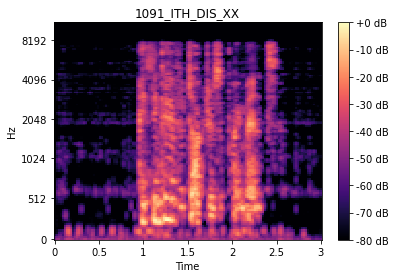 1091_ITH_DIS_XX
+0 dB
8192
-10 dB
4096
-20 dB
-30 dB
2048
Hz
-40 dB
1024
-50 dB
512
-60 dB
-70 dB
0
-80 dB
0 0.5 1 1.5 2 2.5 3
Time